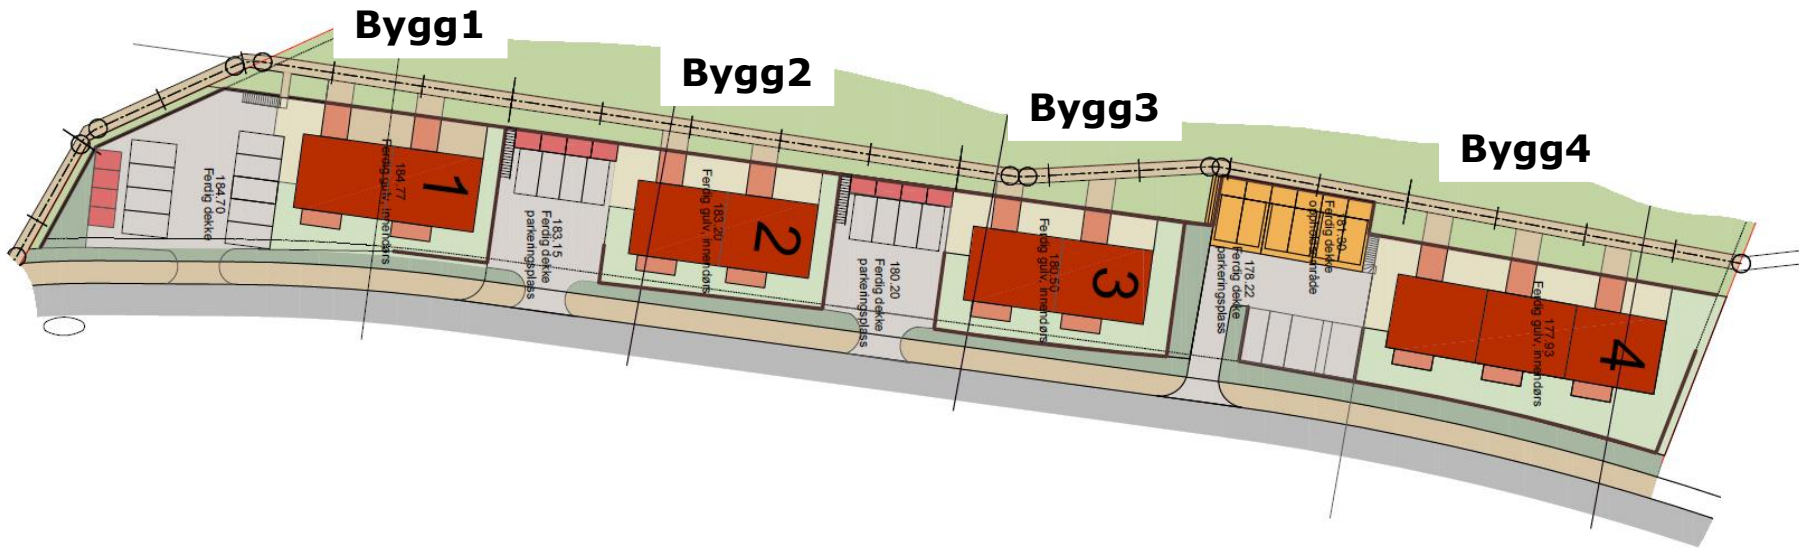 Bygg1
Bygg2
Bygg3
Bygg4
184.70
Ferdig dekke
184.77
Ferdig gulv, innendørs
1
183.15
Ferdig dekke
parkeringsplass
183.20
Ferdig gulv, innendørs
2
180.20
Ferdig dekke
parkeringsplass
180.50
Ferdig gulv, innendørs
3
178.22
Ferdig dekke
parkeringsplass
181.30
Ferdig dekke
oppholdsområde
177.93
Ferdig gulv, innendørs
4